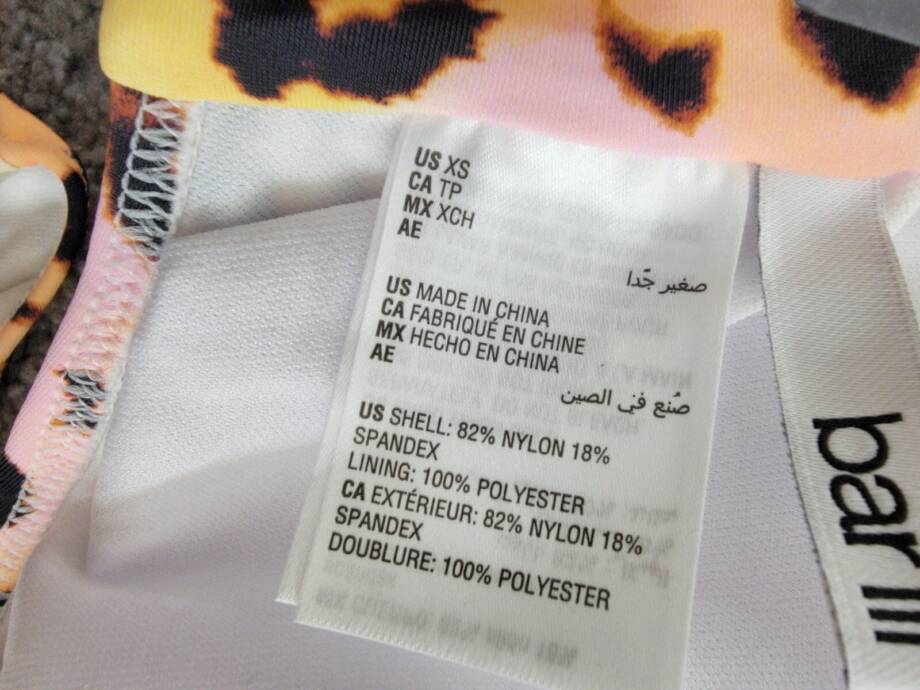 US XS
CA TP
MX XCH
AE
صغير جّدا
US MADE IN CHINA
CA FABRIQUÉ EN CHINE
MX HECHO EN CHINA
AE
صُنع في الصين
US SHELL: 82% NYLON 18%
SPANDEX
LINING: 100% POLYESTER
CA EXTÉRIEUR: 82% NYLON 18%
SPANDEX
DOUBLURE: 100% POLYESTER
bar III